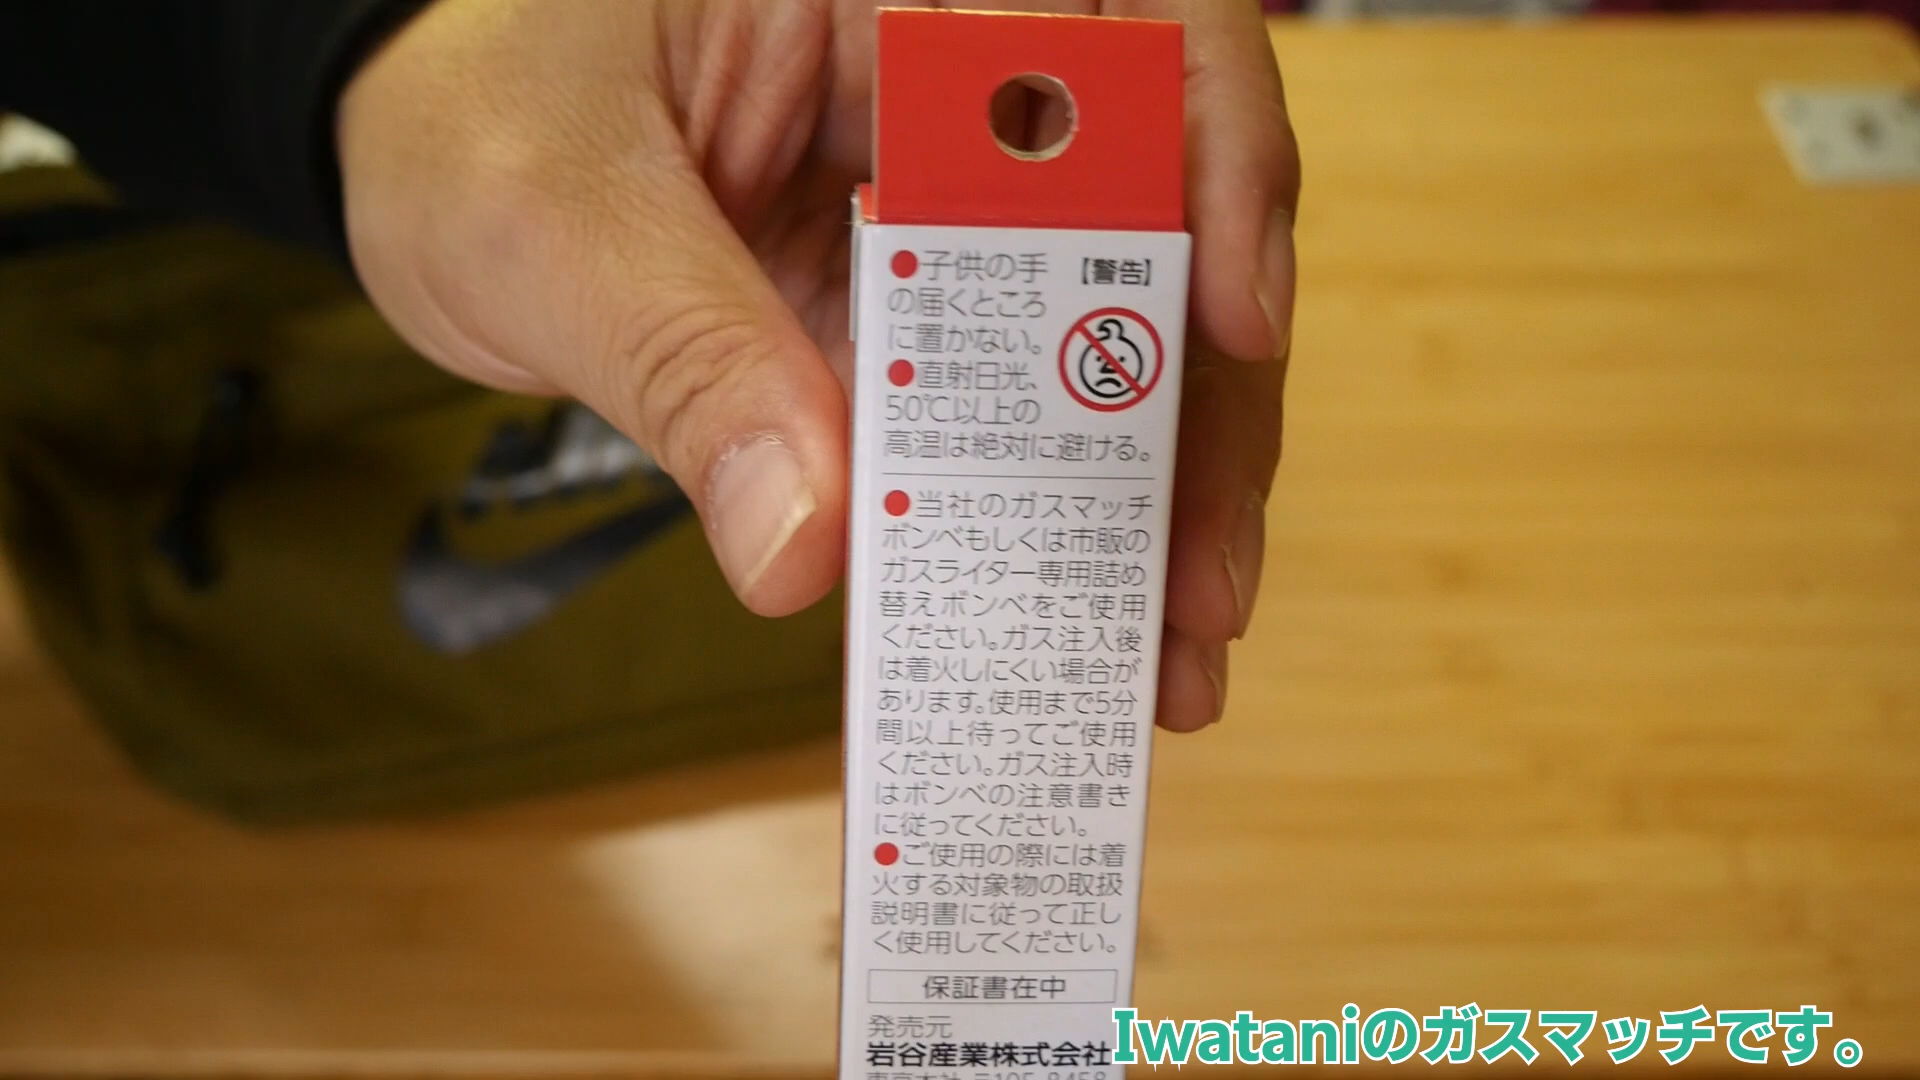 ●子供の手
の届くところ
に置かない。
【警告】
●直射日光、
50℃以上の
高温は絶対に避ける。
●当社のガスマッチ
ボンベもしくは市販の
ガスライター専用詰め
替えボンベをご使用
ください。ガス注入後
は着火しにくい場合が
あります。使用まで5分
間以上待ってご使用
ください。ガス注入時
はボンベの注意書き
に従ってください。
●ご使用の際には着
火する対象物の取扱
説明書に従って正し
く使用してください。
保証書在中
発売元
岩谷産業株式会社
Iwataniのガスマッチです。